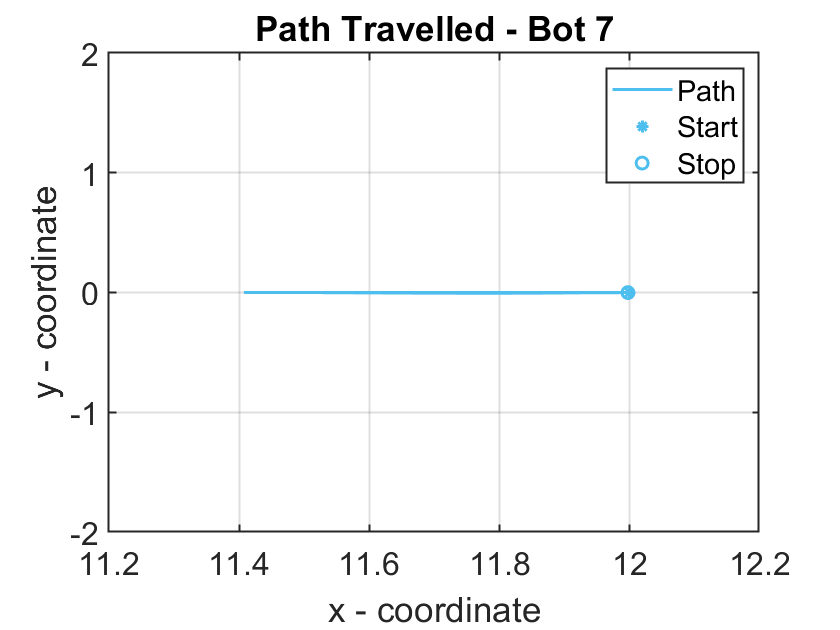 Path Travelled - Bot 7
Path
Start
Stop
y - coordinate
2
1
0
-1
-2
11.2 11.4 11.6 11.8 12 12.2
x - coordinate